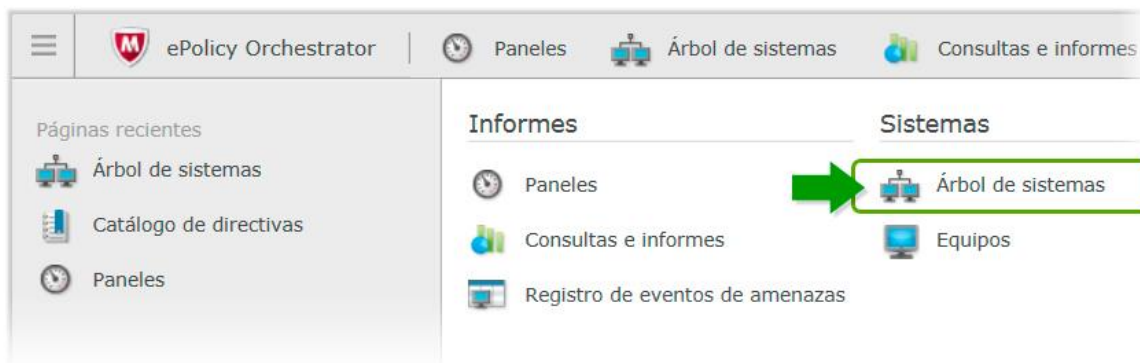 ePolicy Orchestrator Paneles Árbol de sistemas Consultas e informes
Páginas recientes
Árbol de sistemas
Catálogo de directivas
Paneles
Informes
Paneles
Consultas e informes
Registro de eventos de amenazas
Sistemas
Árbol de sistemas
Equipos